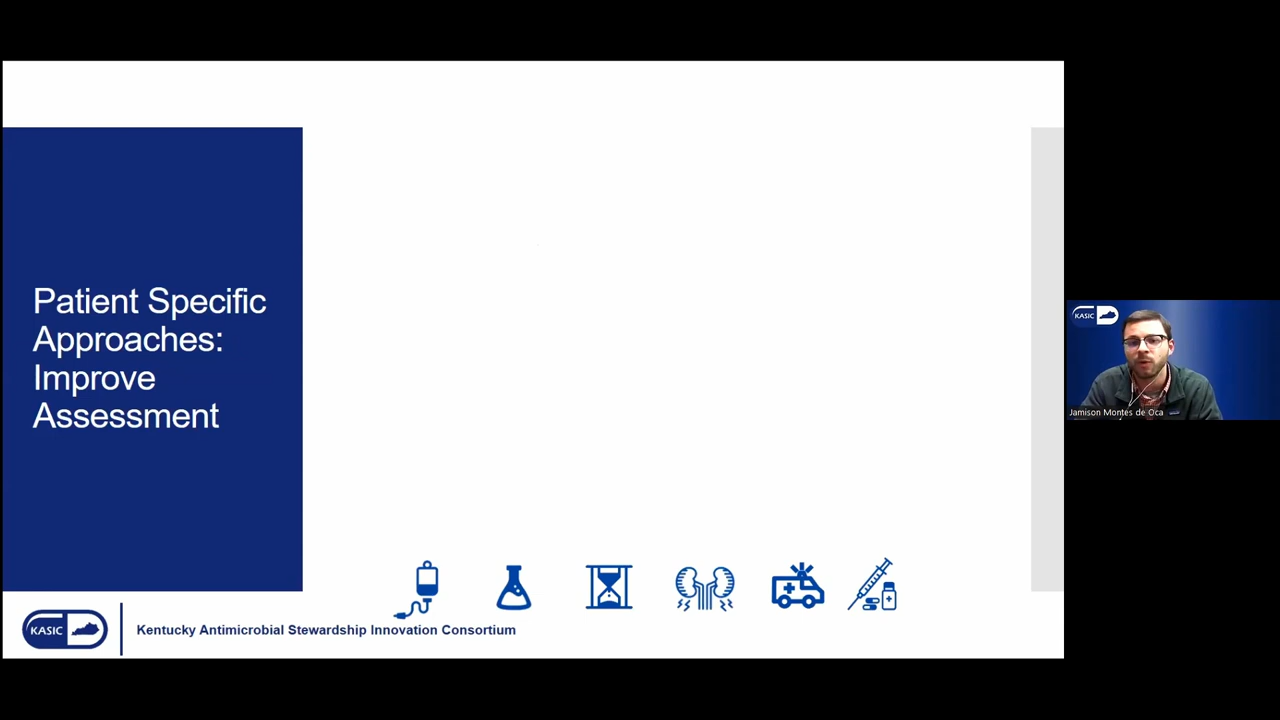 Patient Specific
Approaches:
Improve
Assessment
KASIC
Kentucky Antimicrobial Stewardship Innovation Consortium
KASIC
Jamison Montes de Oca